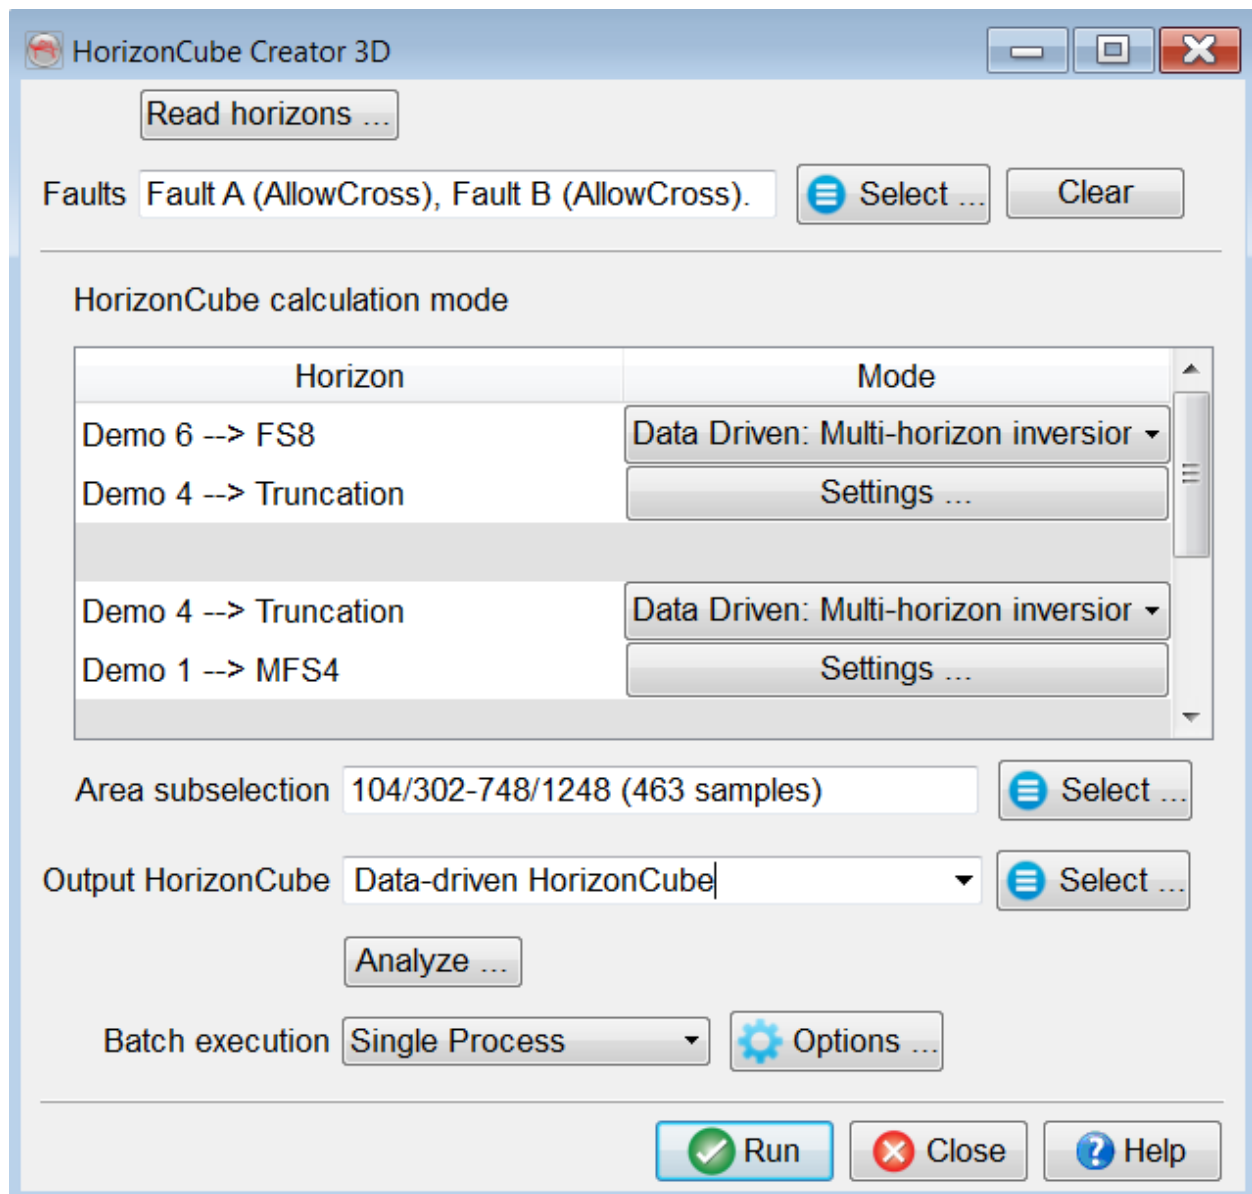 HorizonCube Creator 3D
Read horizons ...
Faults Fault A (AllowCross), Fault B (AllowCross). Select ... Clear
HorizonCube calculation mode
Horizon Mode
Demo 6 --> FS8 Data Driven: Multi-horizon inversior
Demo 4 --> Truncation Settings ...
Demo 4 --> Truncation Data Driven: Multi-horizon inversior
Demo 1 --> MFS4 Settings ...
Area subselection 104/302-748/1248 (463 samples) Select ...
Output HorizonCube Data-driven HorizonCube Select ...
Analyze ...
Batch execution Single Process Options ...
Run Close Help